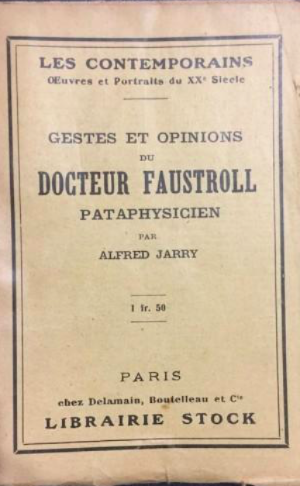 LES CONTEMPORAINS
Œuvres et Portraits du XXe Siècle
GESTES ET OPINIONS
DU
DOCTEUR FAUSTROLL
PATAPHYSICIEN
PAR
ALFRED JARRY
1 fr. 50
PARIS
chez Delamain, Boutelleau et Cie
LIBRAIRIE STOCK